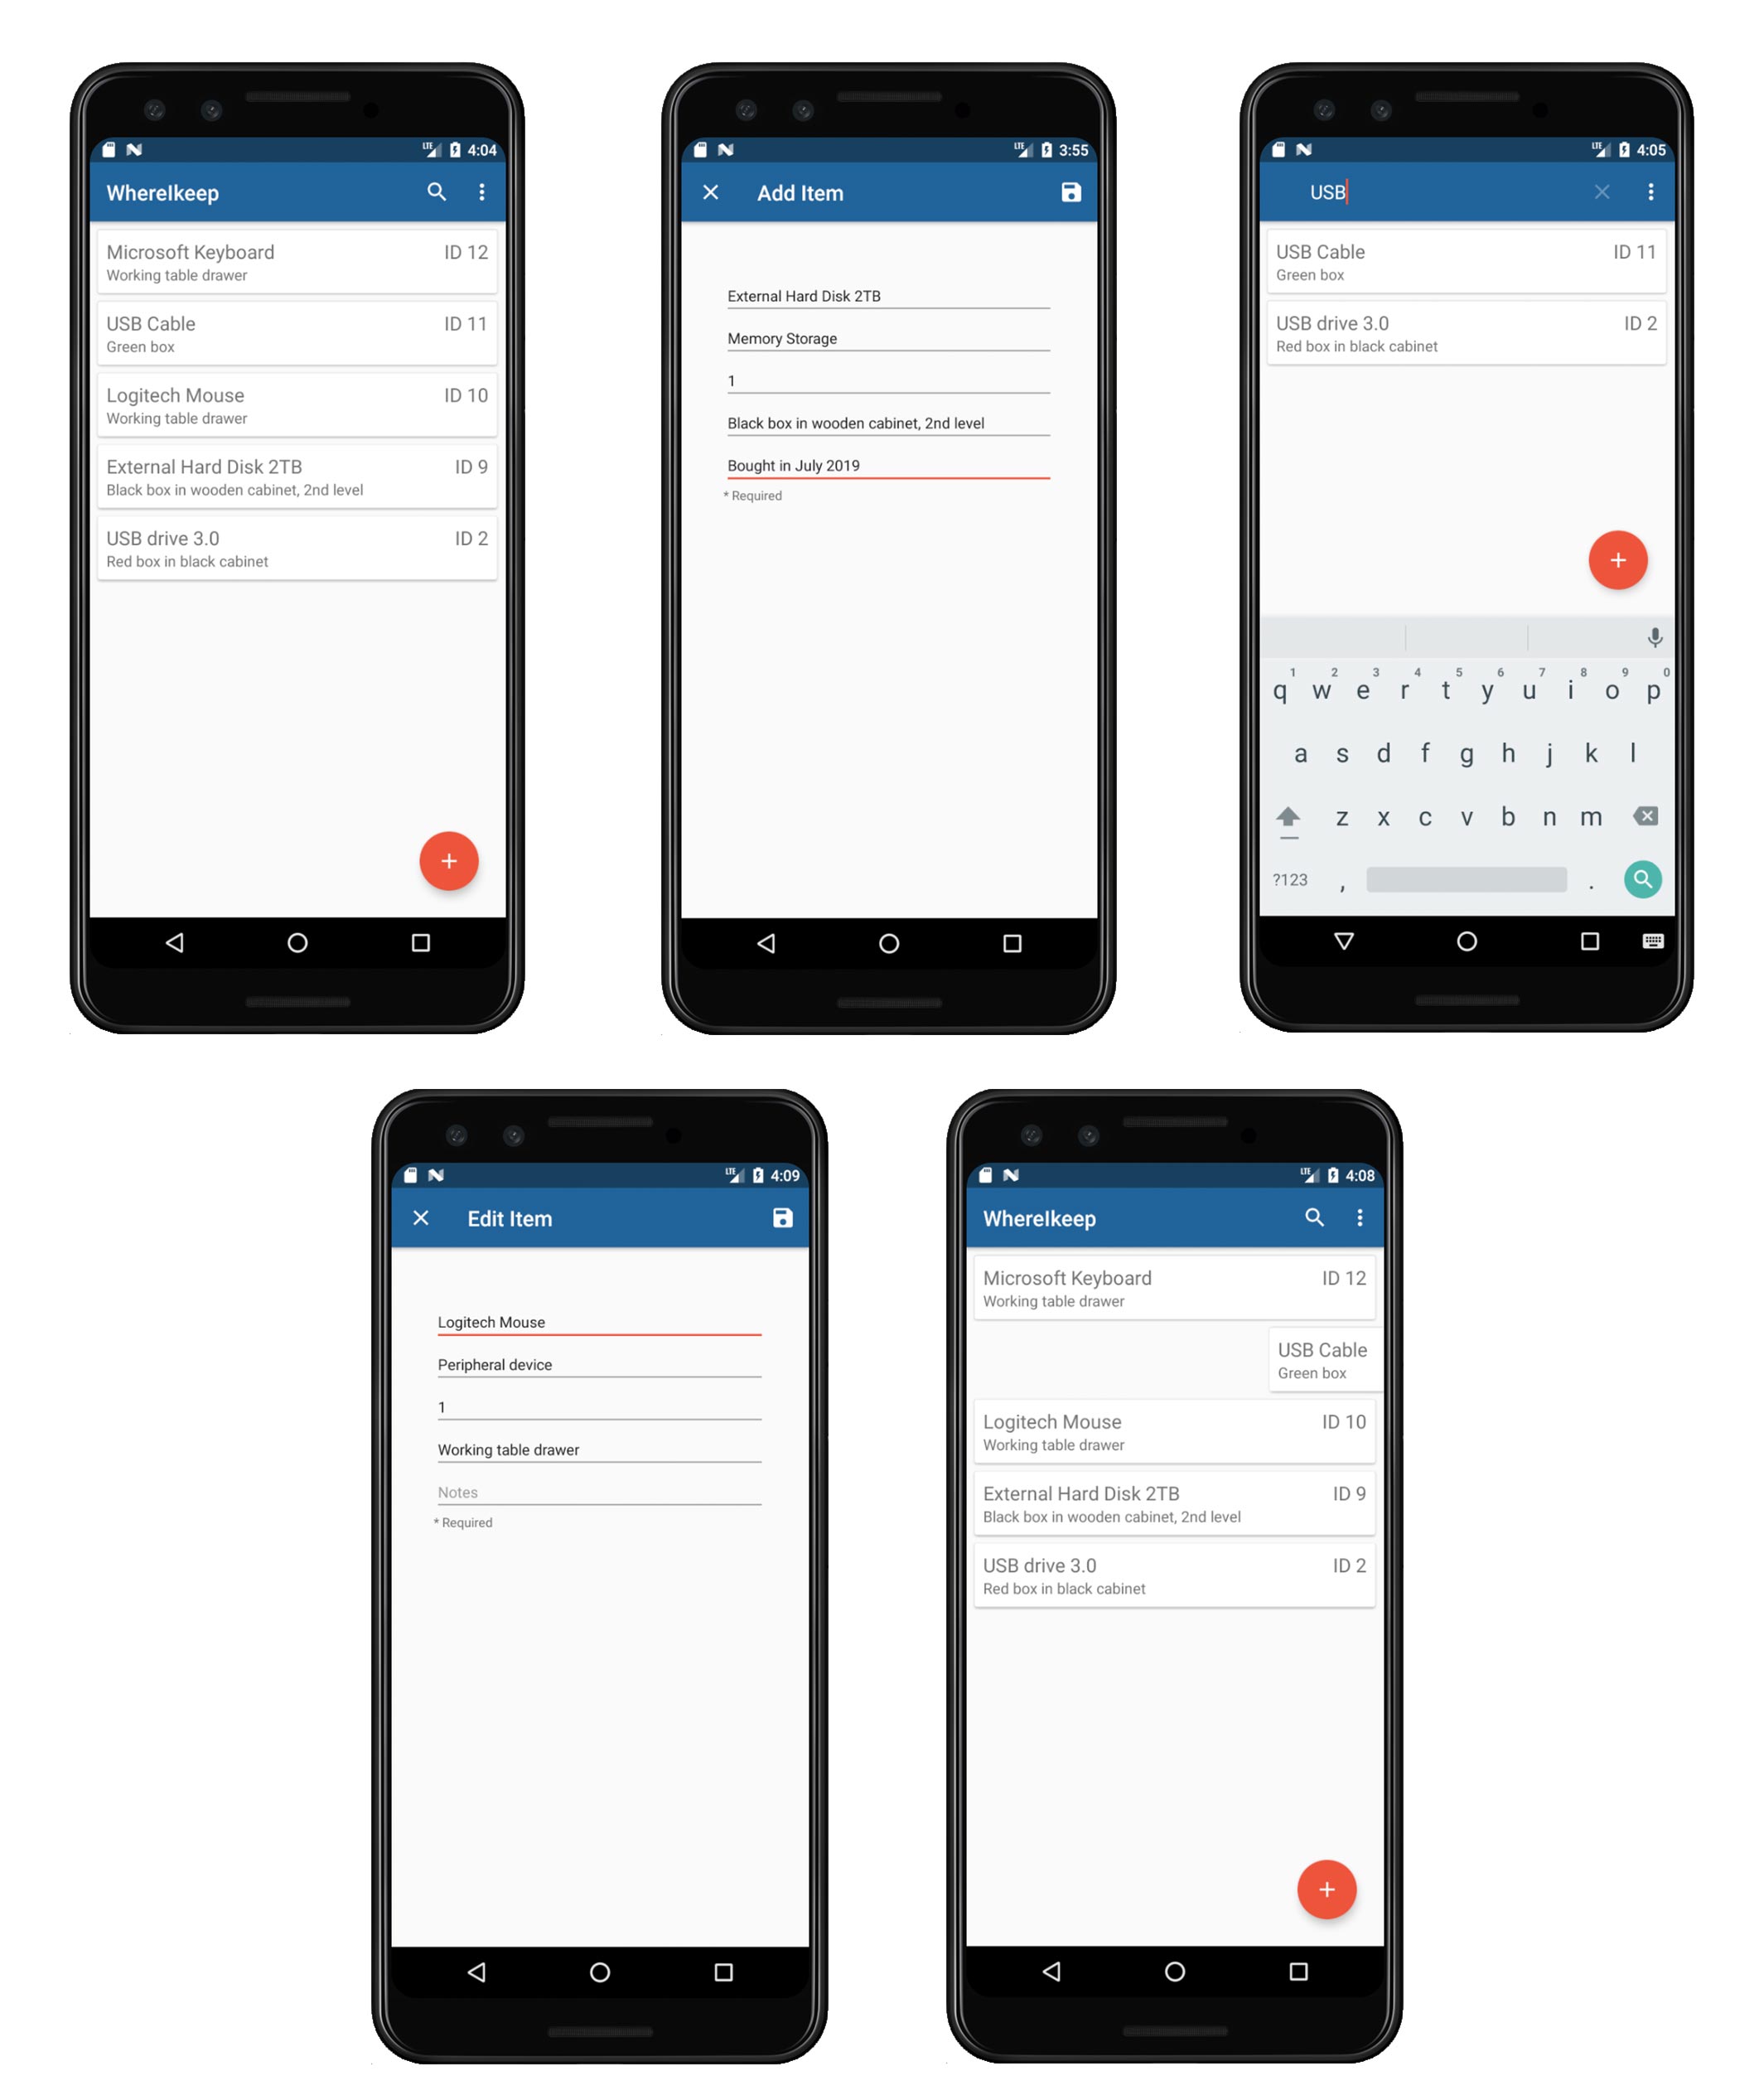 LTE 4:04
WhereIkeep
Microsoft Keyboard ID 12
Working table drawer
USB Cable ID 11
Green box
Logitech Mouse ID 10
Working table drawer
External Hard Disk 2TB ID 9
Black box in wooden cabinet, 2nd level
USB drive 3.0 ID 2
Red box in black cabinet
LTE 3:55
Add Item
External Hard Disk 2TB
Memory Storage
1
Black box in wooden cabinet, 2nd level
Bought in July 2019
* Required
LTE 4:05
USB
USB Cable ID 11
Green box
USB drive 3.0 ID 2
Red box in black cabinet
1 2 3 4 5 6 7 8 9 0
q w e r t y u i o p
a s d f g h j k l
z x c v b n m
?123 , .
LTE 4:09
Edit Item
Logitech Mouse
Peripheral device
1
Working table drawer
Notes
* Required
LTE 4:08
WhereIkeep
Microsoft Keyboard ID 12
Working table drawer
USB Cable
Green box
Logitech Mouse ID 10
Working table drawer
External Hard Disk 2TB ID 9
Black box in wooden cabinet, 2nd level
USB drive 3.0 ID 2
Red box in black cabinet